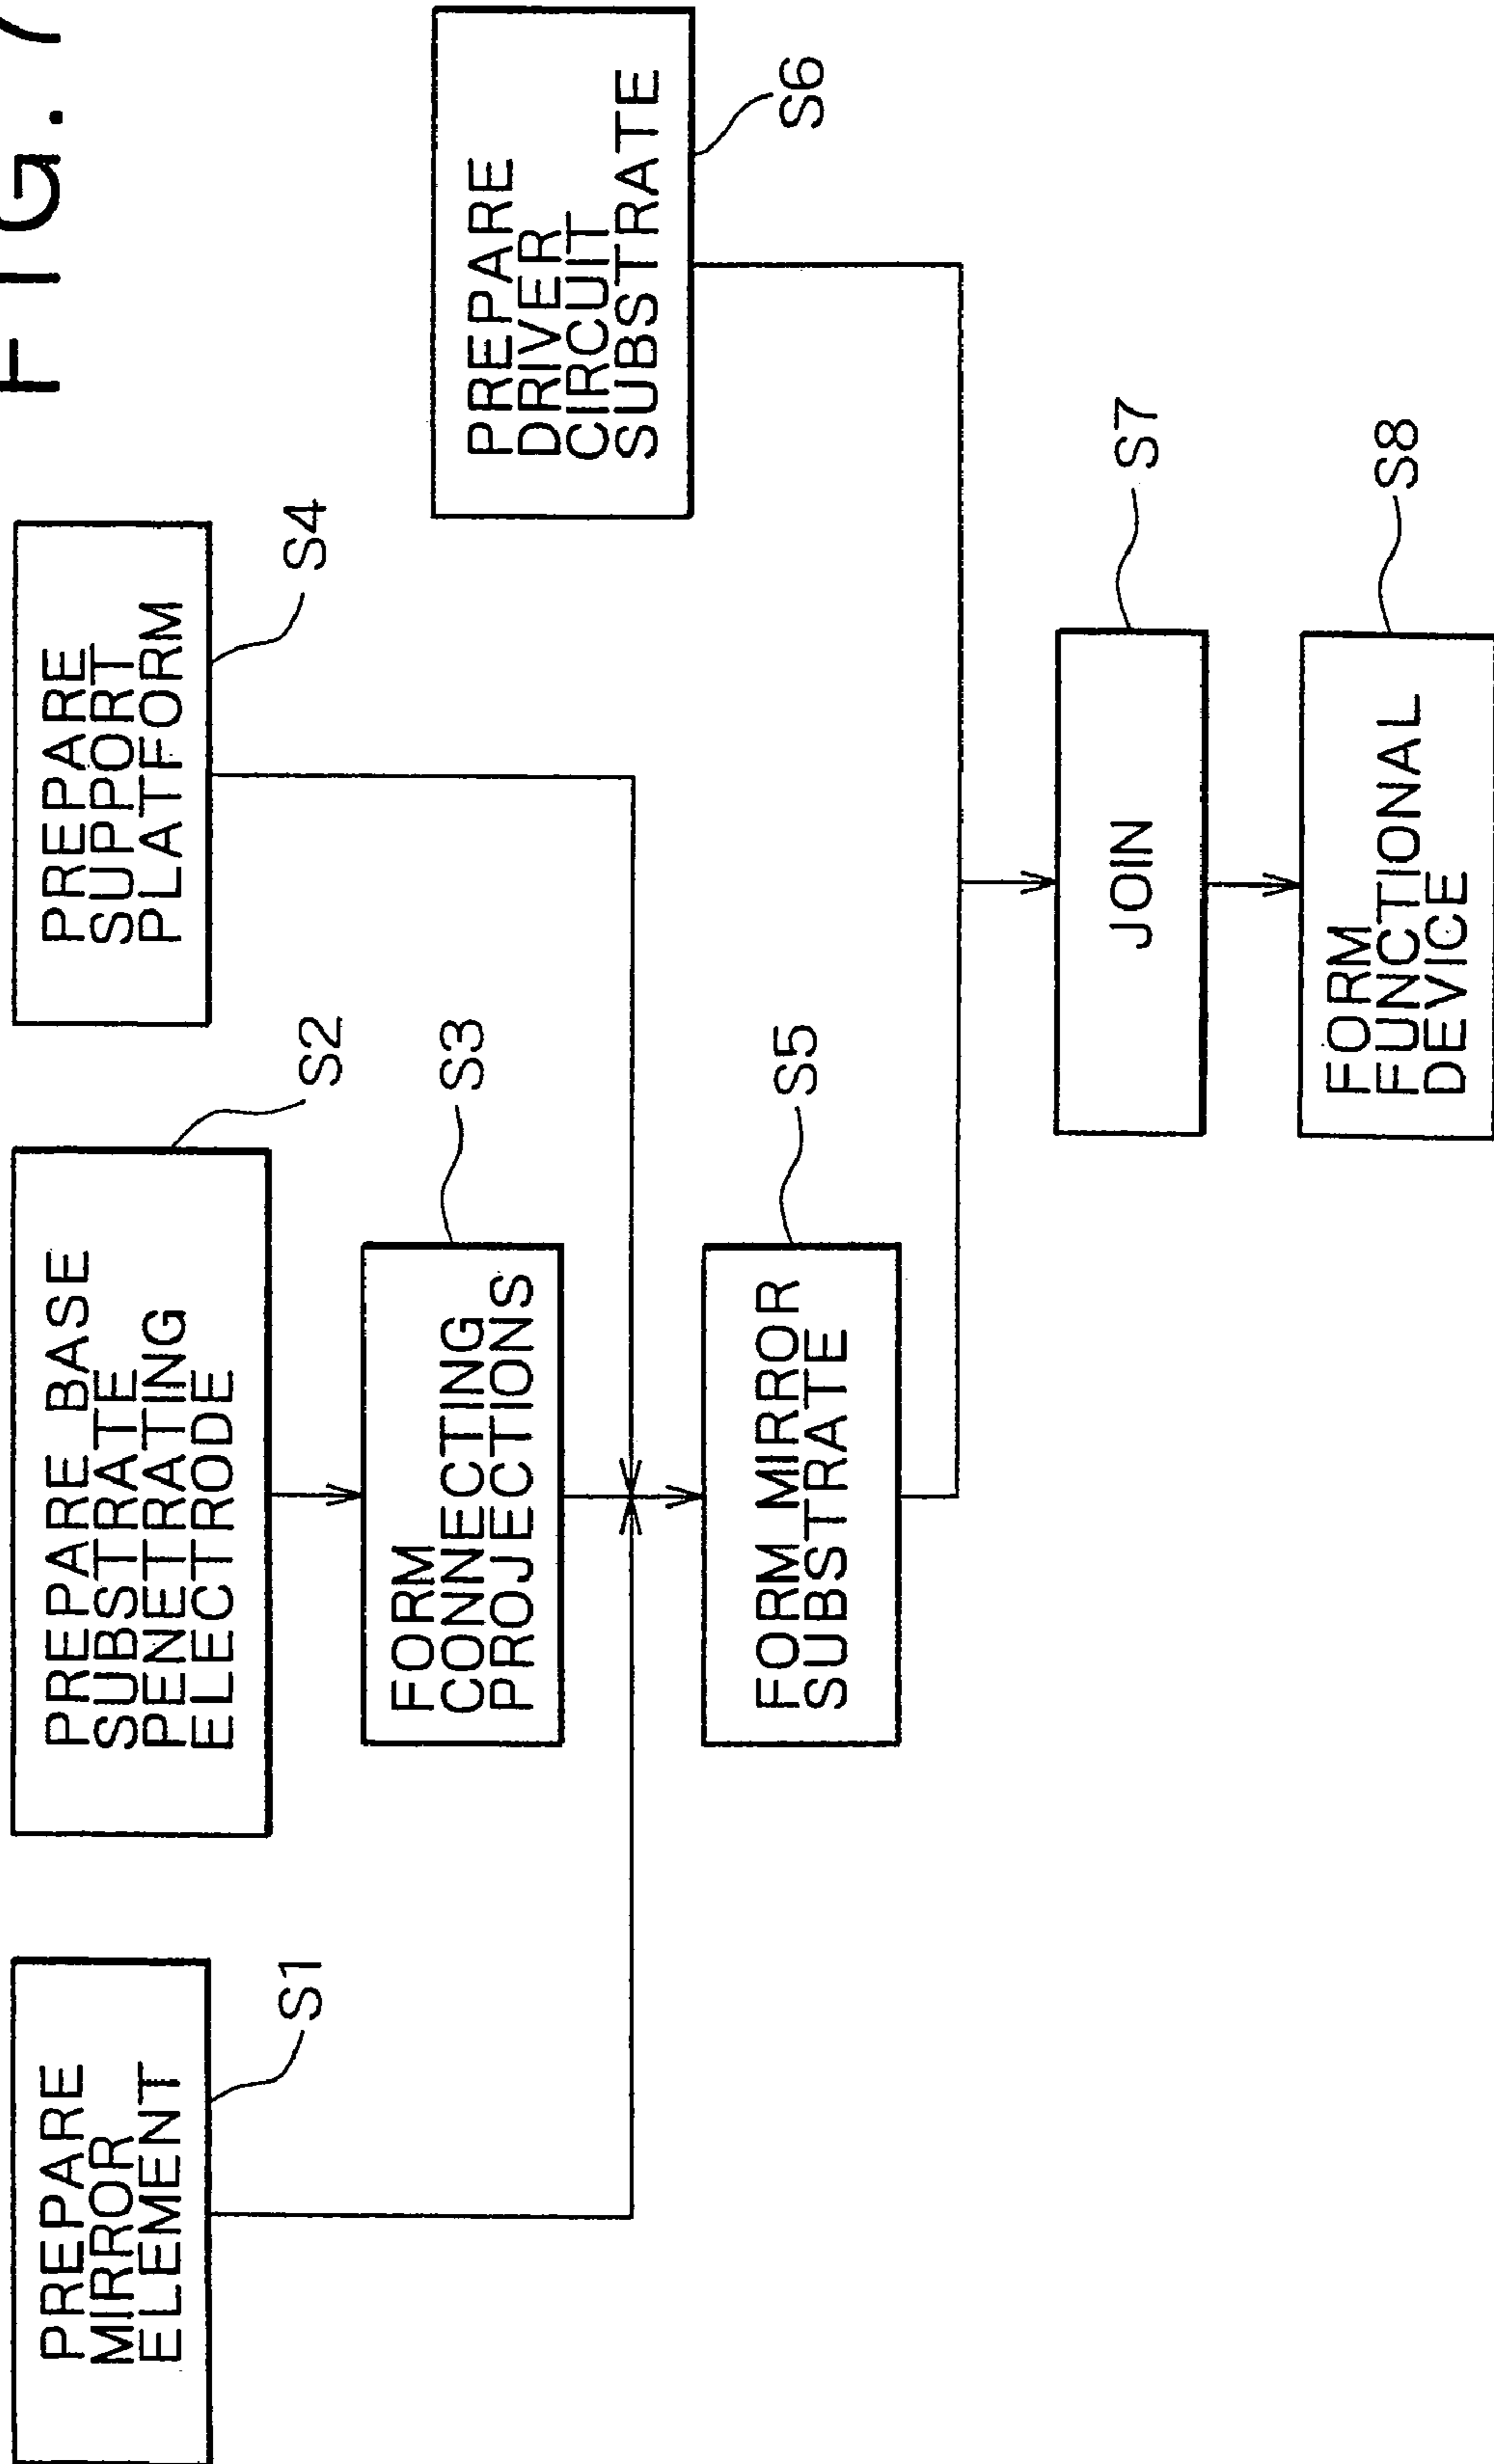 FIG. 7
PREPARE
MIRROR
ELEMENT
S1
PREPARE BASE
SUBSTRATE
PENETRATING
ELECTRODE
S2
PREPARE
SUPPORT
PLATFORM
S4
FORM
CONNECTING
PROJECTIONS
S3
PREPARE
DRIVER
CIRCUIT
SUBSTRATE
S6
FORM MIRROR
SUBSTRATE
S5
JOIN
S7
FORM
FUNCTIONAL
DEVICE
S8